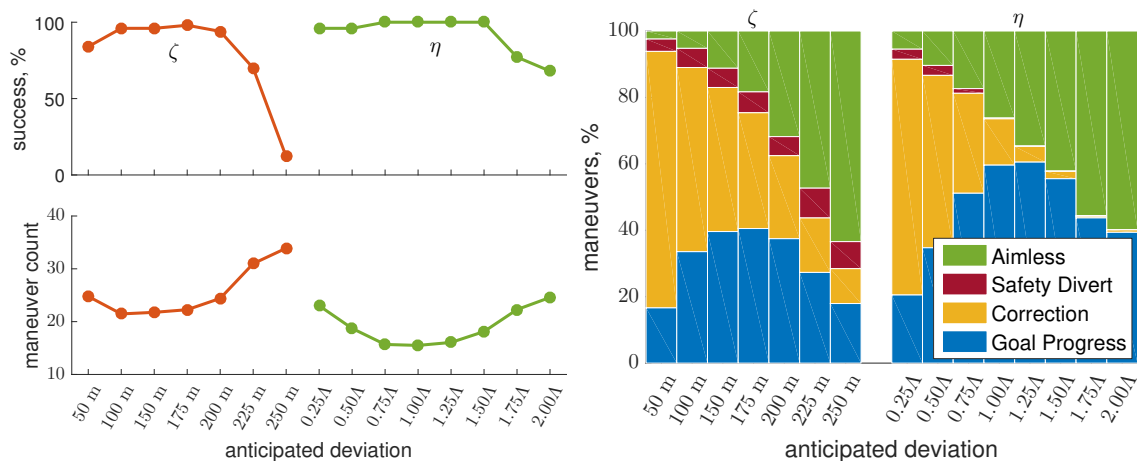 success, %
100
50
0
ζ
η
maneuver count
40
30
20
10
50 m
100 m
150 m
175 m
200 m
225 m
250 m
0.25Λ
0.50Λ
0.75Λ
1.00Λ
1.25Λ
1.50Λ
1.75Λ
2.00Λ
anticipated deviation
ζ
η
maneuvers, %
100
80
60
40
20
0
Aimless
Safety Divert
Correction
Goal Progress
50 m
100 m
150 m
175 m
200 m
225 m
250 m
0.25Λ
0.50Λ
0.75Λ
1.00Λ
1.25Λ
1.50Λ
1.75Λ
2.00Λ
anticipated deviation